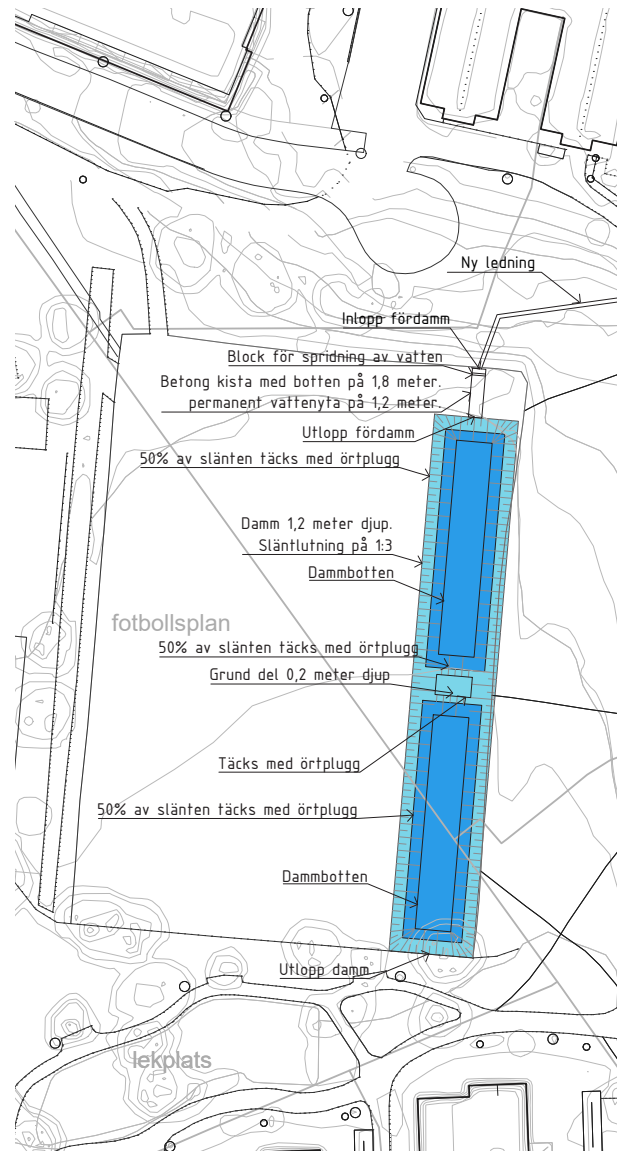 Ny ledning
Inlopp fördamm
Block för spridning av vatten
Betong kista med botten på 1,8 meter.
permanent vattenyta på 1,2 meter.
Utlopp fördamm
50% av slänten täcks med örtplugg
Damm 1,2 meter djup.
Släntlutning på 1:3
Dammbotten
fotbollsplan
50% av slänten täcks med örtplugg
Grund del 0,2 meter djup
Täcks med örtplugg
50% av slänten täcks med örtplugg
Dammbotten
Utlopp damm
lekplats